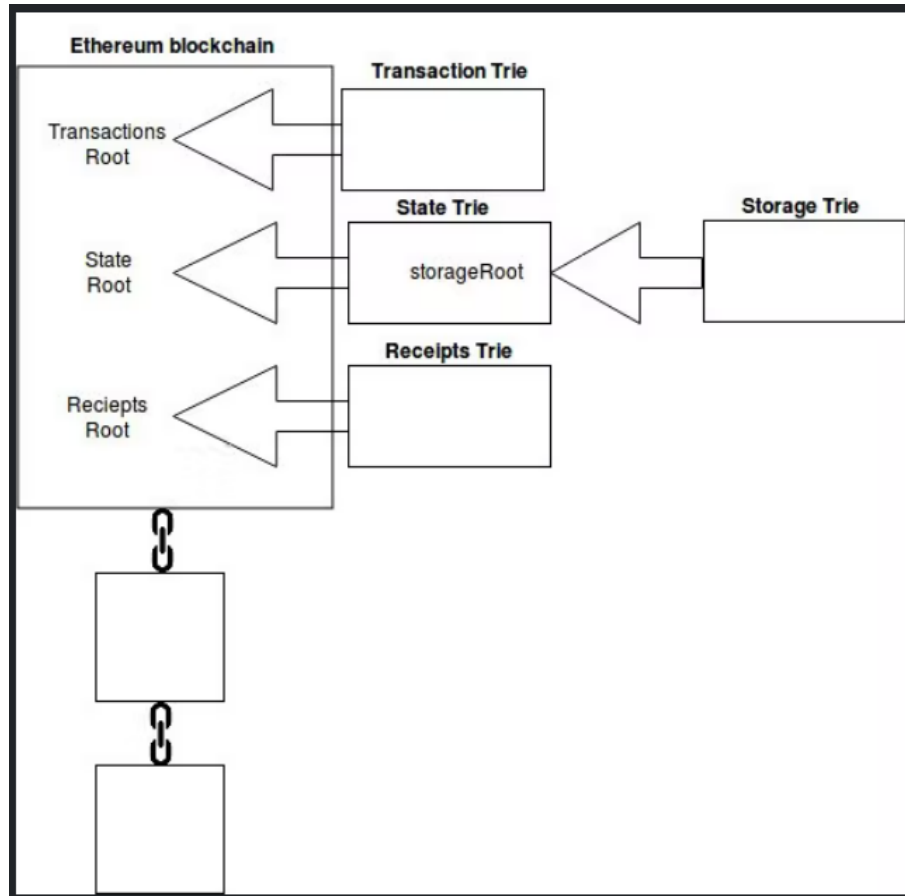 Ethereum blockchain
Transaction Trie
Transactions
Root
State Trie
Storage Trie
State
Root
storageRoot
Receipts Trie
Reciepts
Root